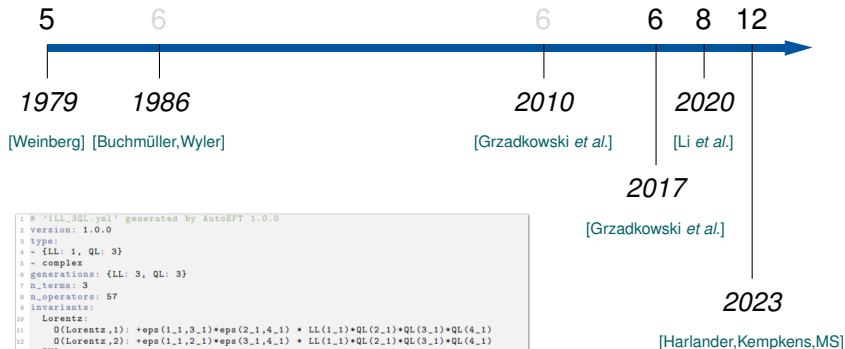 5 6 6 6 8 12
1979 1986 2010 2020
[Weinberg] [Buchmüller,Wyler] [Grzadkowski et al.] [Li et al.]
2017
[Grzadkowski et al.]
2023
[Harlander,Kempkens,MS]
1 # '1LL_3QL.yml' generated by AutoEFT 1.0.0
2 version: 1.0.0
3 type:
4 - {LL: 1, QL: 3}
5 - complex
6 generations: {LL: 3, QL: 3}
7 n_terms: 3
8 n_operators: 57
9 invariants:
10 Lorentz:
11 O(Lorentz,1): +eps(1_1,3_1)*eps(2_1,4_1) * LL(1_1)*QL(2_1)*QL(3_1)*QL(4_1)
12 O(Lorentz,2): +eps(1_1,2_1)*eps(3_1,4_1) * LL(1_1)*QL(2_1)*QL(3_1)*QL(4_1)